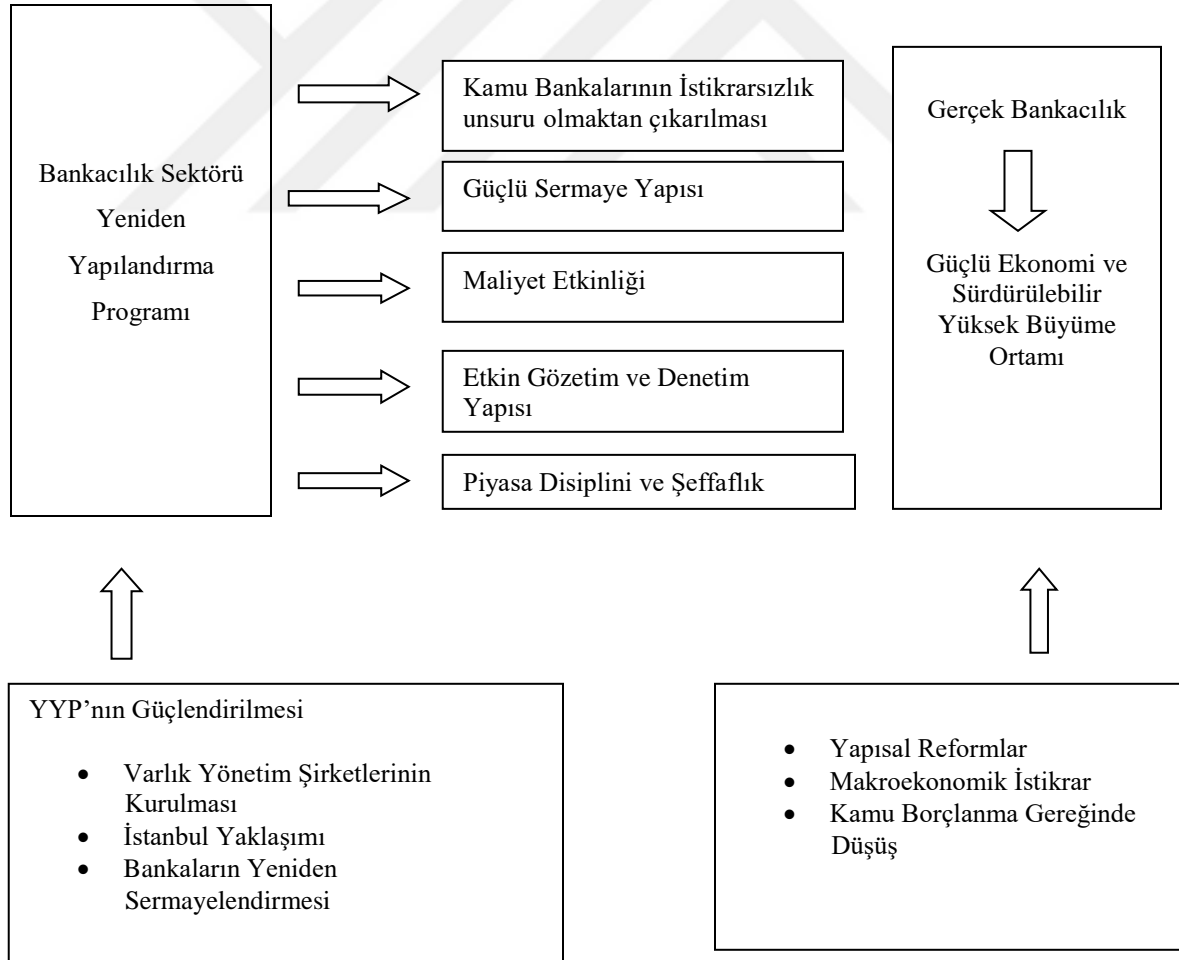 Bankacılık Sektörü
Yeniden
Yapılandırma
Programı
Kamu Bankalarının İstikrarsızlık
unsuru olmaktan çıkarılması
Güçlü Sermaye Yapısı
Maliyet Etkinliği
Etkin Gözetim ve Denetim
Yapısı
Piyasa Disiplini ve Şeffaflık
Gerçek Bankacılık
Güçlü Ekonomi ve
Sürdürülebilir
Yüksek Büyüme
Ortamı
YYP’nın Güçlendirilmesi
• Varlık Yönetim Şirketlerinin
Kurulması
• İstanbul Yaklaşımı
• Bankaların Yeniden
Sermayelendirmesi
• Yapısal Reformlar
• Makroekonomik İstikrar
• Kamu Borçlanma Gereğinde
Düşüş